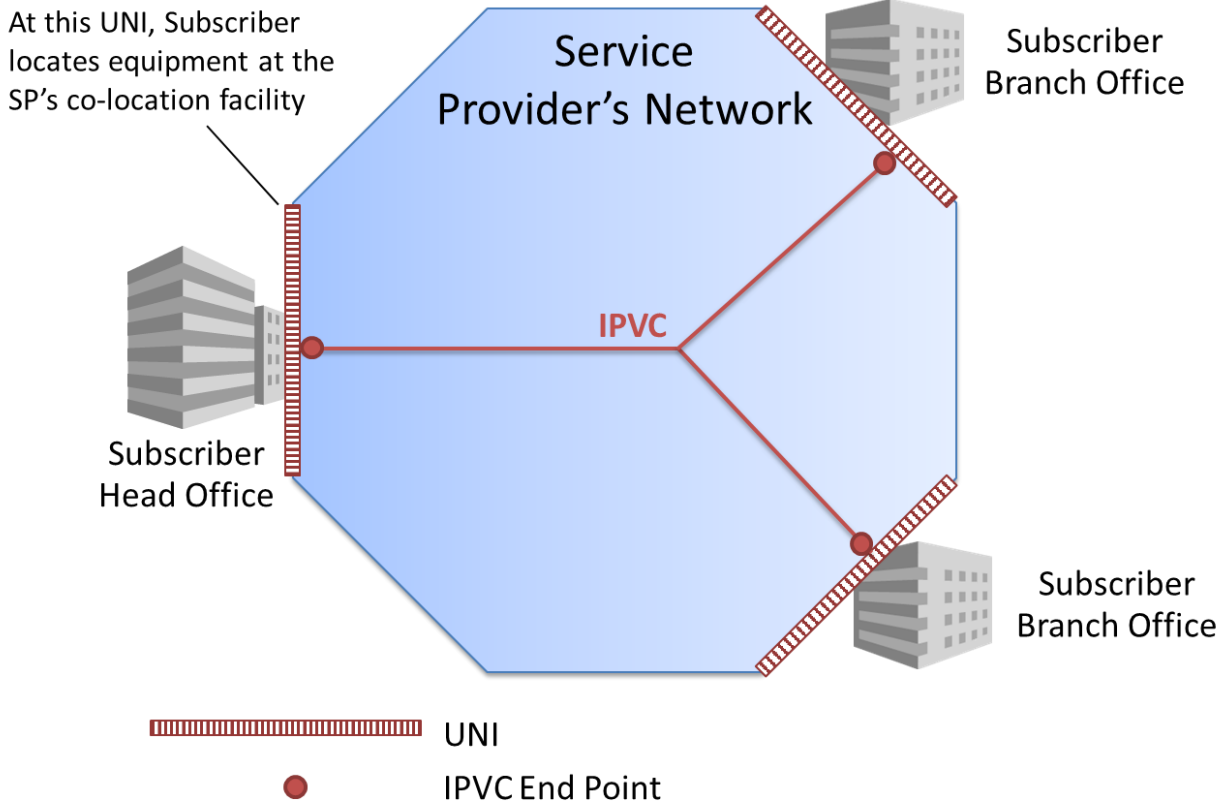 At this UNI, Subscriber
locates equipment at the
SP’s co-location facility
Service
Provider’s Network
Subscriber
Branch Office
IPVC
Subscriber
Head Office
Subscriber
Branch Office
UNI
IPVC End Point